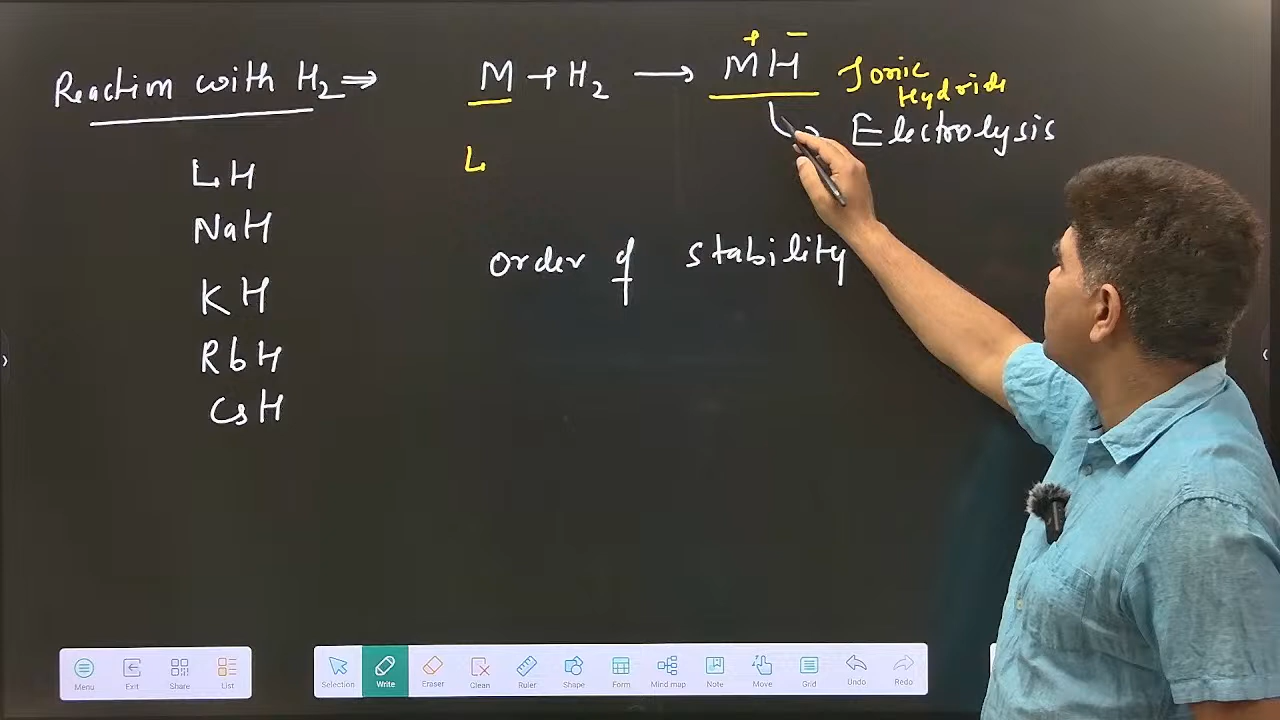 Reaction with H2 ⇒ M + H2 → M+H- Ionic Hydride
↳ Electrolysis
LiH
NaH
KH
RbH
CsH
L
order of stability
Menu Exit Share List
Selection Write Eraser Clean Ruler Shape Form Mind map Note Move Grid Undo Redo